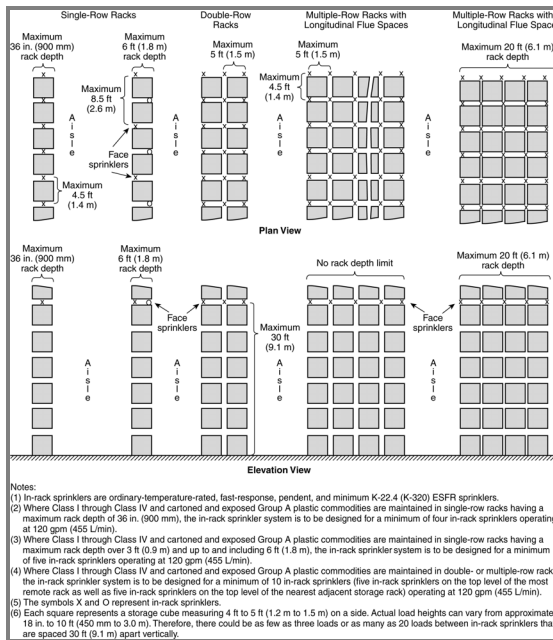 Single-Row Racks
Double-Row
Racks
Multiple-Row Racks with
Longitudinal Flue Spaces
Multiple-Row Racks with
Longitudinal Flue Spaces
Maximum
36 in. (900 mm)
rack depth
Maximum
6 ft (1.8 m)
rack depth
Maximum
5 ft (1.5 m)
Maximum
5 ft (1.5 m)
Maximum 20 ft (6.1 m)
rack depth
Maximum
8.5 ft
(2.6 m)
Maximum
4.5 ft
(1.4 m)
Aisle
Aisle
Aisle
Aisle
Face
sprinklers
Maximum
4.5 ft
(1.4 m)
Plan View
Maximum
36 in. (900 mm)
rack depth
Maximum
6 ft (1.8 m)
rack depth
No rack depth limit
Maximum 20 ft (6.1 m)
rack depth
Face
sprinklers
Face
sprinklers
Maximum
30 ft
(9.1 m)
Aisle
Aisle
Aisle
Aisle
Elevation View
Notes:
(1) In-rack sprinklers are ordinary-temperature-rated, fast-response, pendent, and minimum K-22.4 (K-320) ESFR sprinklers.
(2) Where Class I through Class IV and cartoned and exposed Group A plastic commodities are maintained in single-row racks having a
maximum rack depth of 36 in. (900 mm), the in-rack sprinkler system is to be designed for a minimum of four in-rack sprinklers operating
at 120 gpm (455 L/min).
(3) Where Class I through Class IV and cartoned and exposed Group A plastic commodities are maintained in single-row racks having a
maximum rack depth over 3 ft (0.9 m) and up to and including 6 ft (1.8 m), the in-rack sprinkler system is to be designed for a minimum
of five in-rack sprinklers operating at 120 gpm (455 L/min).
(4) Where Class I through Class IV and cartoned and exposed Group A plastic commodities are maintained in double- or multiple-row rack
the in-rack sprinkler system is to be designed for a minimum of 10 in-rack sprinklers (five in-rack sprinklers on the top level of the most
remote rack as well as five in-rack sprinklers on the top level of the nearest adjacent storage rack) operating at 120 gpm (455 L/min).
(5) The symbols X and O represent in-rack sprinklers.
(6) Each square represents a storage cube measuring 4 ft to 5 ft (1.2 m to 1.5 m) on a side. Actual load heights can vary from approximate
18 in. to 10 ft (450 mm to 3.0 m). Therefore, there could be as few as three loads or as many as 20 loads between in-rack sprinklers tha
are spaced 30 ft (9.1 m) apart vertically.